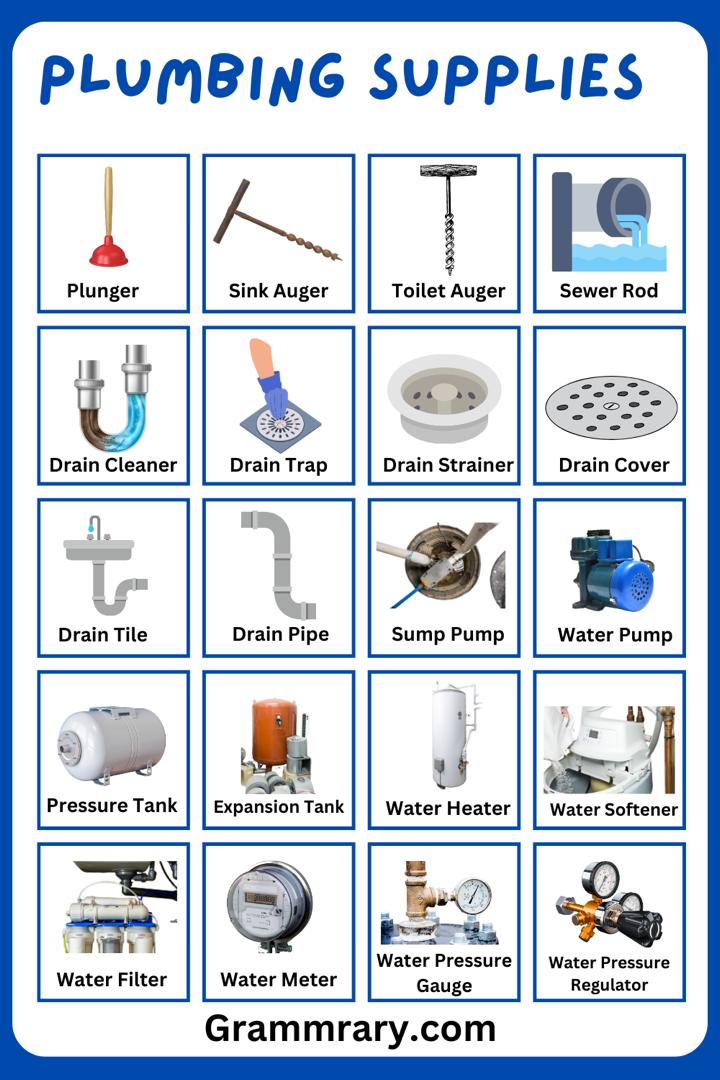 PLUMBING SUPPLIES
Plunger
Sink Auger
Toilet Auger
Sewer Rod
Drain Cleaner
Drain Trap
Drain Strainer
Drain Cover
Drain Tile
Drain Pipe
Sump Pump
Water Pump
Pressure Tank
Expansion Tank
Water Heater
Water Softener
Water Filter
Water Meter
Water Pressure
Gauge
Water Pressure
Regulator
Grammrary.com